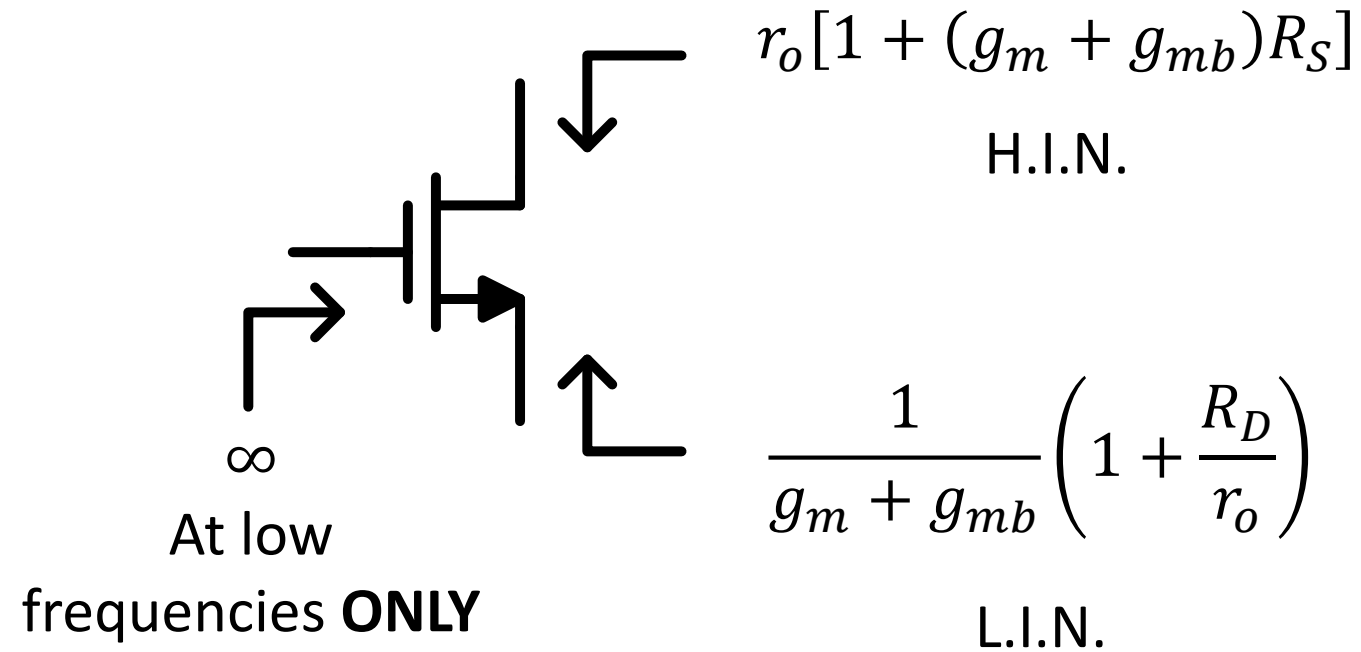 r_o[1 + (g_m + g_mb)R_S]
H.I.N.
∞
At low
frequencies ONLY
1/(g_m + g_mb) (1 + R_D/r_o)
L.I.N.